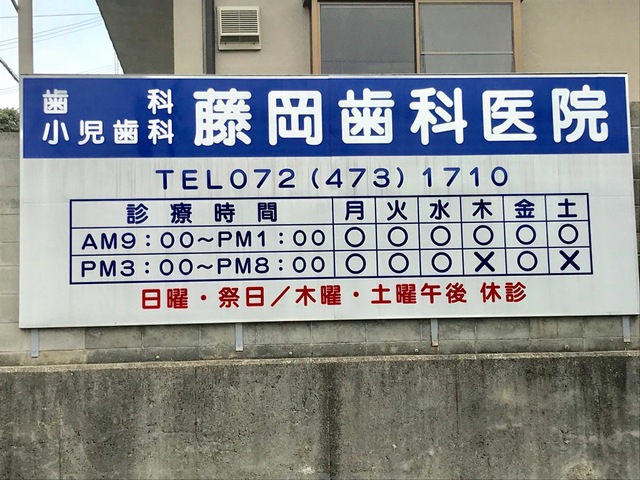 歯科
小児歯科
藤岡歯科医院
TEL072(473)1710
診療時間 月 火 水 木 金 土
AM9:00~PM1:00 ○ ○ ○ ○ ○ ○
PM3:00~PM8:00 ○ ○ ○ × ○ ×
日曜・祭日/木曜・土曜午後 休診